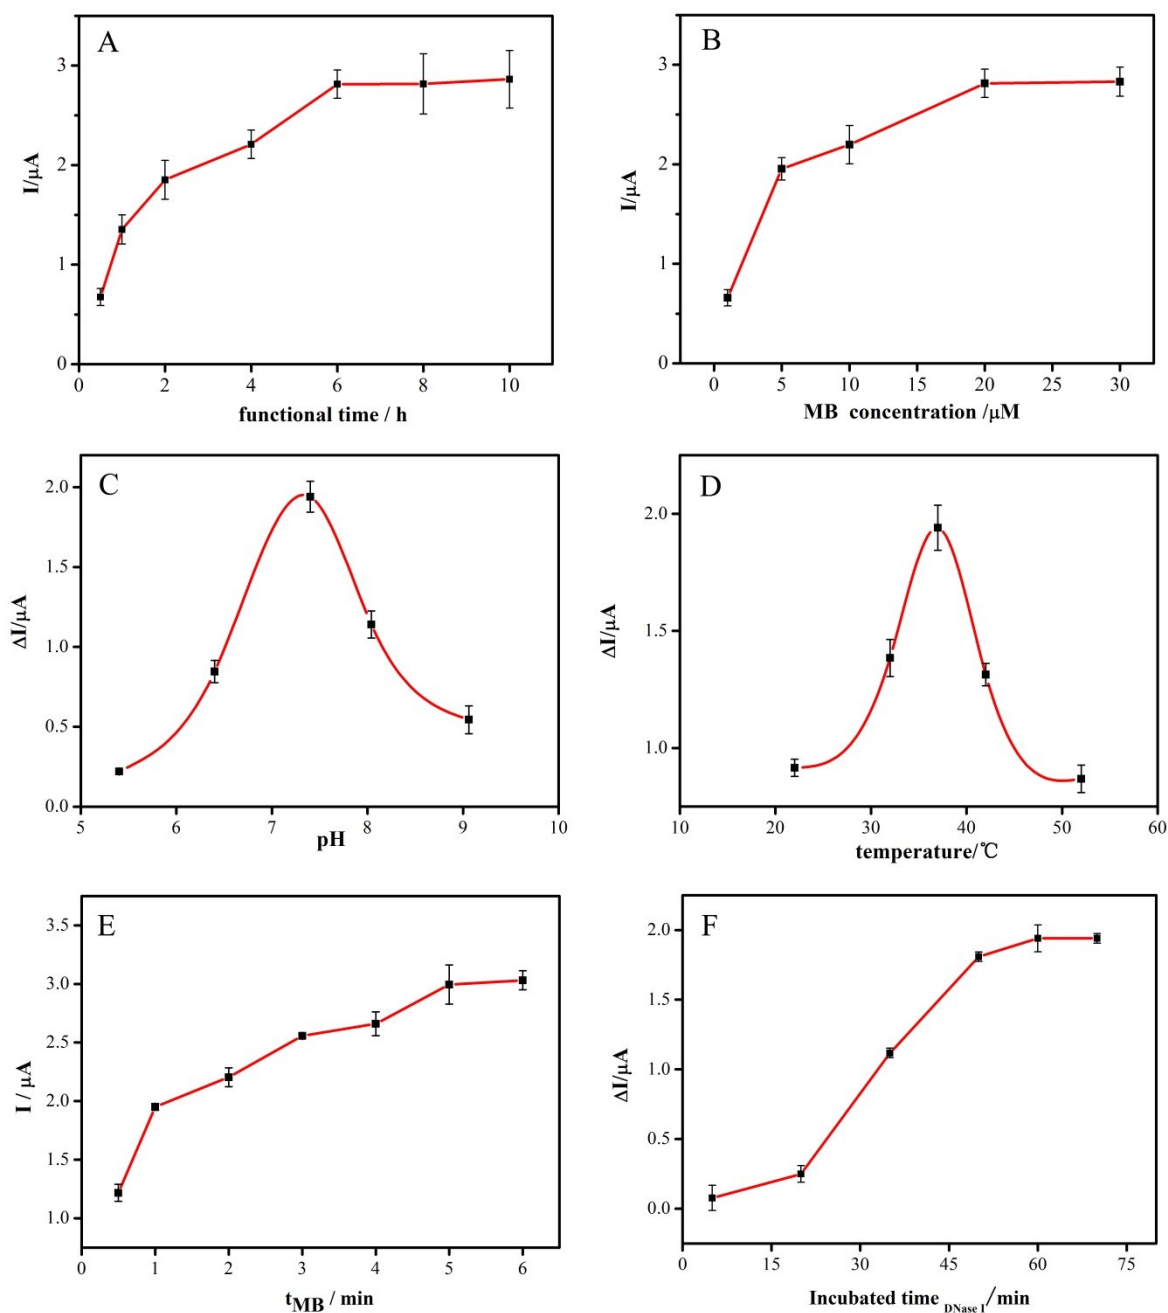 A
3
2
1
0
I/μA
0 2 4 6 8 10
functional time / h
B
3
2
1
0
I/μA
0 5 10 15 20 25 30
MB concentration /μM
C
2.0
1.5
1.0
0.5
0.0
ΔI/μA
5 6 7 8 9 10
pH
D
2.0
1.5
1.0
ΔI/μA
10 20 30 40 50 60
temperature/℃
E
3.5
3.0
2.5
2.0
1.5
1.0
I / μA
0 1 2 3 4 5 6
tMB / min
F
2.0
1.5
1.0
0.5
0.0
ΔI/μA
0 15 30 45 60 75
Incubated time DNase I/min